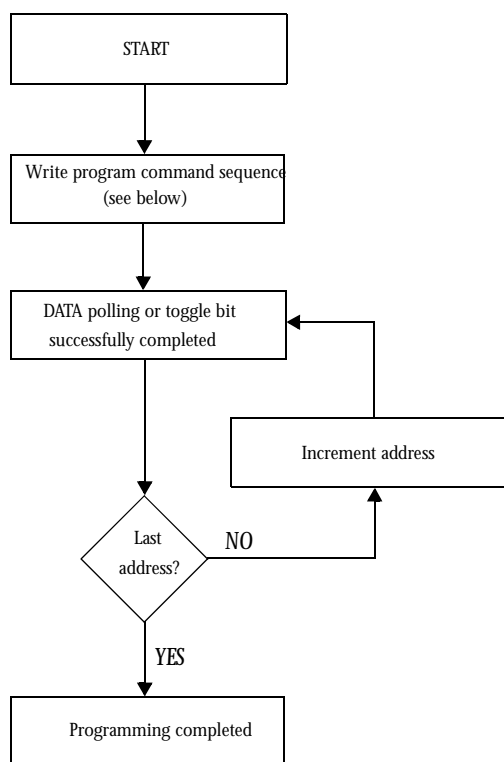 START
Write program command sequence
(see below)
DATA polling or toggle bit
successfully completed
Increment address
Last
address?
NO
YES
Programming completed